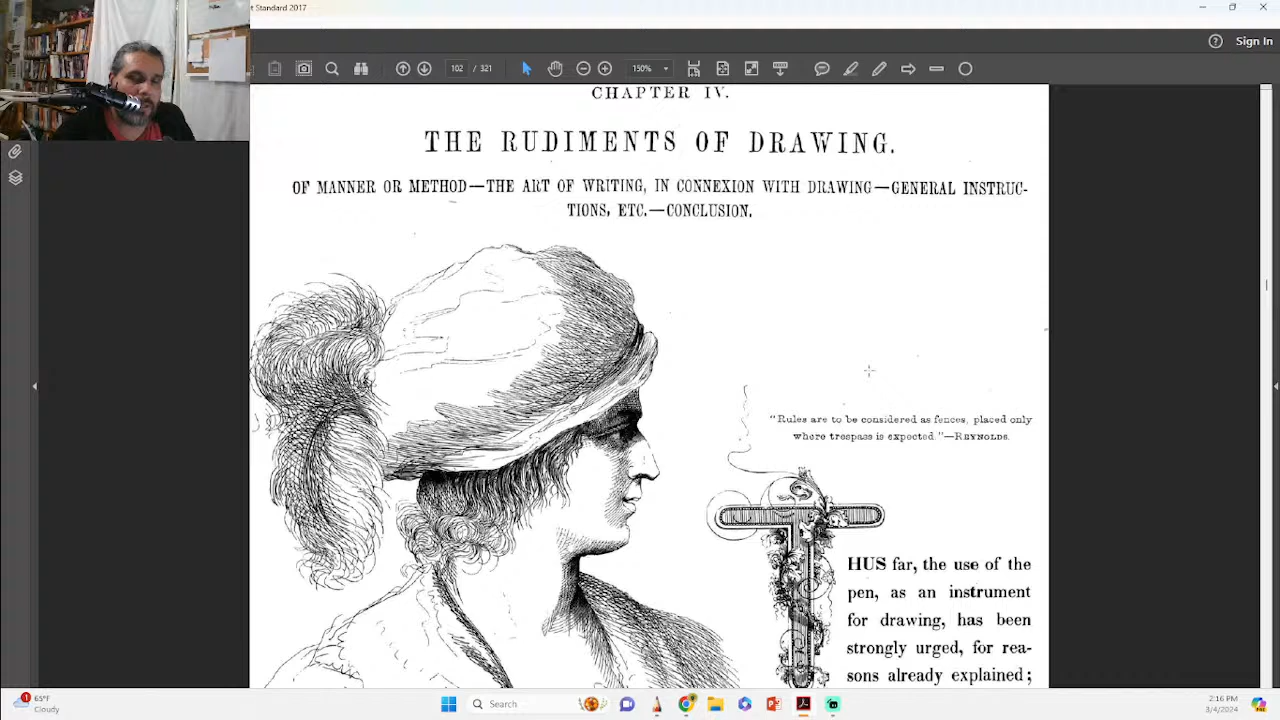 t Standard 2017
Sign In
102 / 321
150%
CHAPTER IV.
THE RUDIMENTS OF DRAWING.
OF MANNER OR METHOD—THE ART OF WRITING, IN CONNEXION WITH DRAWING—GENERAL INSTRUC-
TIONS, ETC.—CONCLUSION.
"Rules are to be considered as fences, placed only
where trespass is expected."—REYNOLDS.
T
HUS far, the use of the
pen, as an instrument
for drawing, has been
strongly urged, for rea-
sons already explained;
1
65°F
Cloudy
Search
2:16 PM
3/4/2024